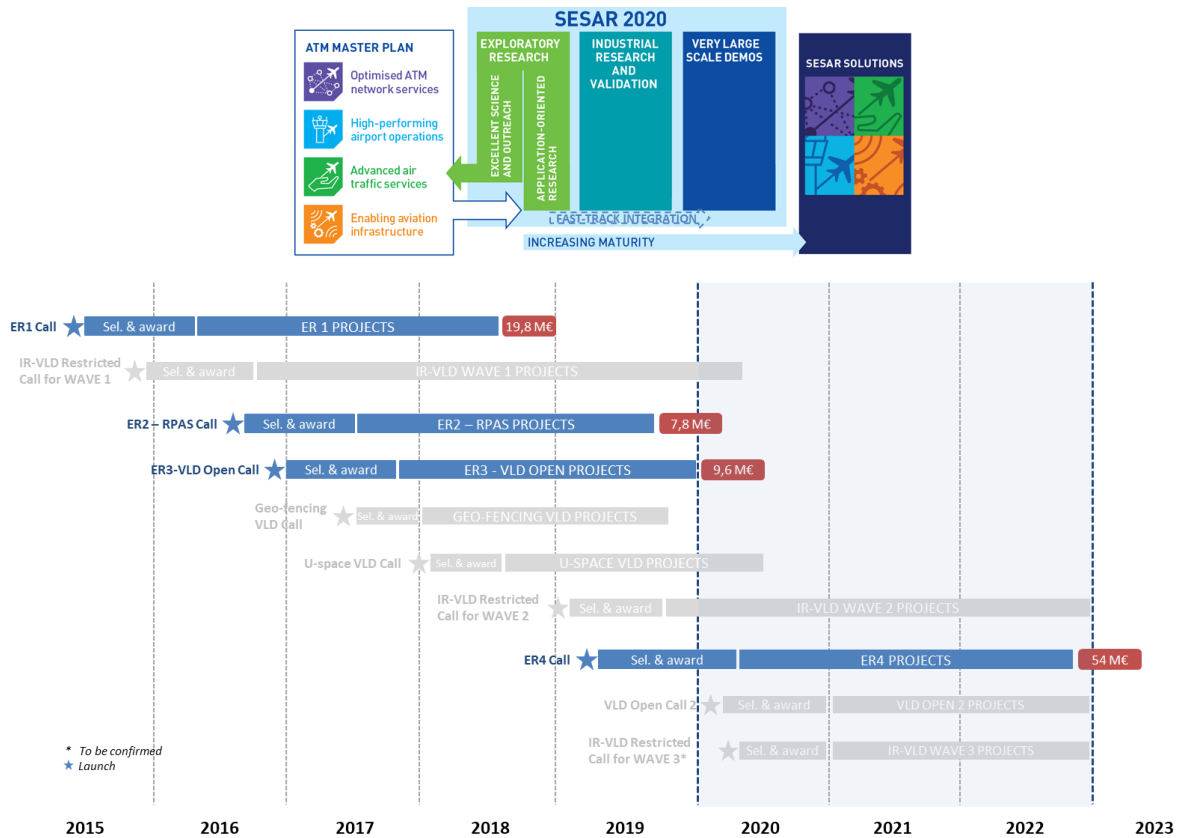 SESAR 2020
ATM MASTER PLAN
Optimised ATM
network services
High-performing
airport operations
Advanced air
traffic services
Enabling aviation
infrastructure
EXPLORATORY
RESEARCH
EXCELLENT SCIENCE
AND OUTREACH
APPLICATION-ORIENTED
RESEARCH
INDUSTRIAL
RESEARCH
AND
VALIDATION
VERY LARGE
SCALE DEMOS
FAST-TRACK INTEGRATION
INCREASING MATURITY
SESAR SOLUTIONS
ER1 Call
Sel. & award
ER 1 PROJECTS
19,8 M€
IR-VLD Restricted
Call for WAVE 1
Sel. & award
IR-VLD WAVE 1 PROJECTS
ER2 – RPAS Call
Sel. & award
ER2 – RPAS PROJECTS
7,8 M€
ER3-VLD Open Call
Sel. & award
ER3 - VLD OPEN PROJECTS
9,6 M€
Geo-fencing
VLD Call
Sel. & award
GEO-FENCING VLD PROJECTS
U-space VLD Call
Sel. & award
U-SPACE VLD PROJECTS
IR-VLD Restricted
Call for WAVE 2
Sel. & award
IR-VLD WAVE 2 PROJECTS
ER4 Call
Sel. & award
ER4 PROJECTS
54 M€
VLD Open Call 2
Sel. & award
VLD OPEN 2 PROJECTS
IR-VLD Restricted
Call for WAVE 3*
Sel. & award
IR-VLD WAVE 3 PROJECTS
* To be confirmed
Launch
2015 2016 2017 2018 2019 2020 2021 2022 2023